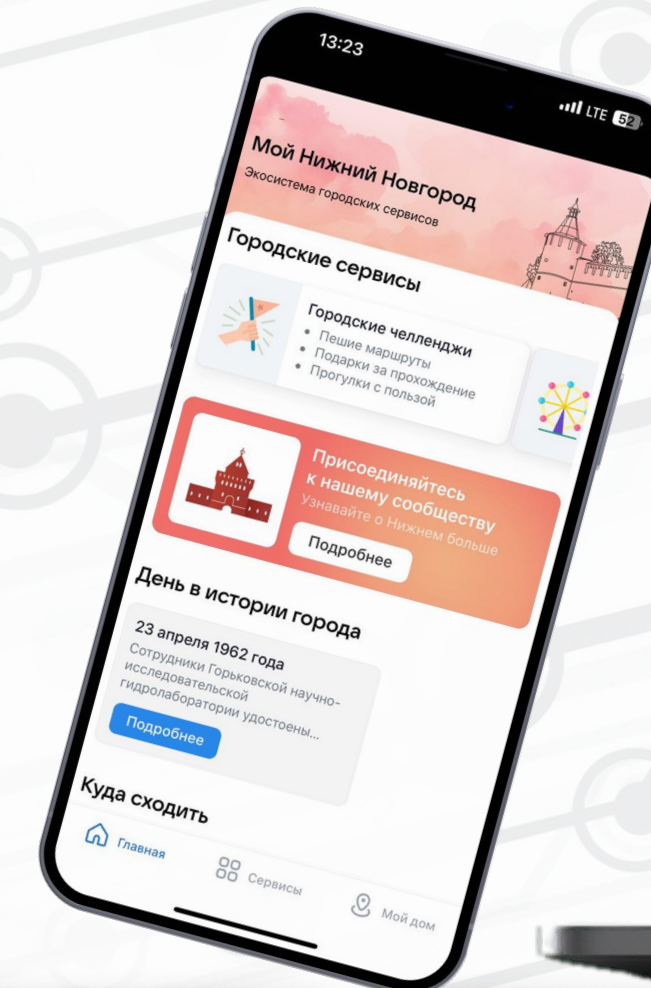 13:23
LTE 52
Мой Нижний Новгород
Экосистема городских сервисов
Городские сервисы
Городские челленджи
• Пешие маршруты
• Подарки за прохождение
• Прогулки с пользой
Присоединяйтесь
к нашему сообществу
Узнавайте о Нижнем больше
Подробнее
День в истории города
23 апреля 1962 года
Сотрудники Горьковской научно-
исследовательской
гидролаборатории удостоены...
Подробнее
Куда сходить
Главная
Сервисы
Мой дом